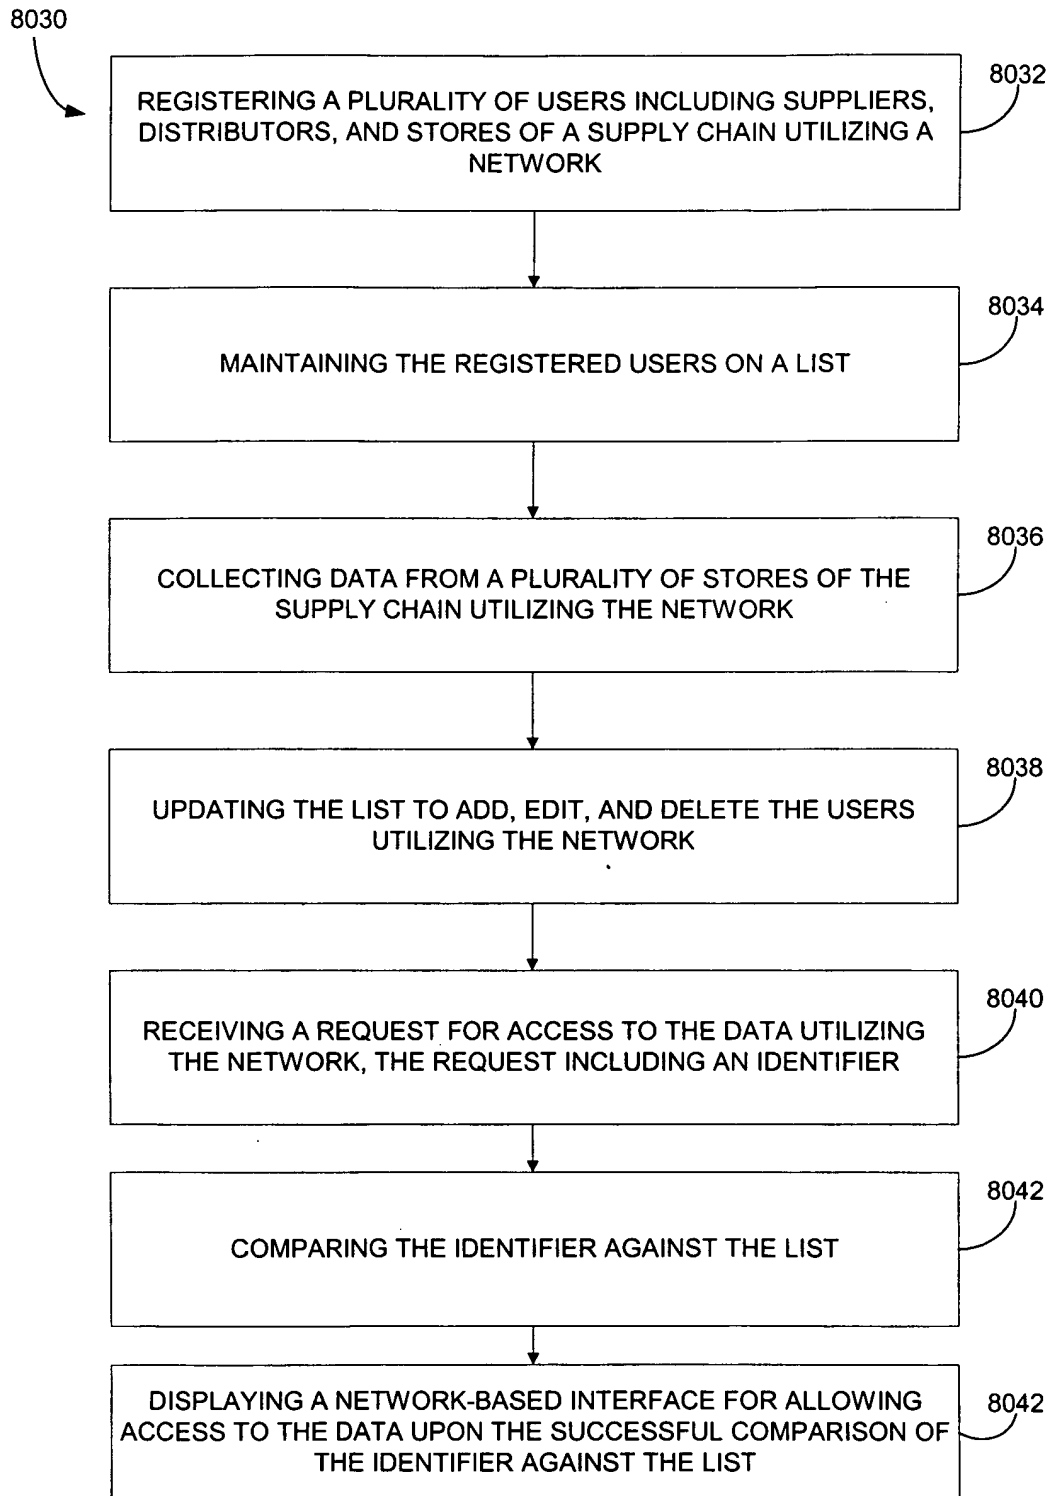 8030
8032
REGISTERING A PLURALITY OF USERS INCLUDING SUPPLIERS,
DISTRIBUTORS, AND STORES OF A SUPPLY CHAIN UTILIZING A
NETWORK
8034
MAINTAINING THE REGISTERED USERS ON A LIST
8036
COLLECTING DATA FROM A PLURALITY OF STORES OF THE
SUPPLY CHAIN UTILIZING THE NETWORK
8038
UPDATING THE LIST TO ADD, EDIT, AND DELETE THE USERS
UTILIZING THE NETWORK
8040
RECEIVING A REQUEST FOR ACCESS TO THE DATA UTILIZING
THE NETWORK, THE REQUEST INCLUDING AN IDENTIFIER
8042
COMPARING THE IDENTIFIER AGAINST THE LIST
8042
DISPLAYING A NETWORK-BASED INTERFACE FOR ALLOWING
ACCESS TO THE DATA UPON THE SUCCESSFUL COMPARISON OF
THE IDENTIFIER AGAINST THE LIST